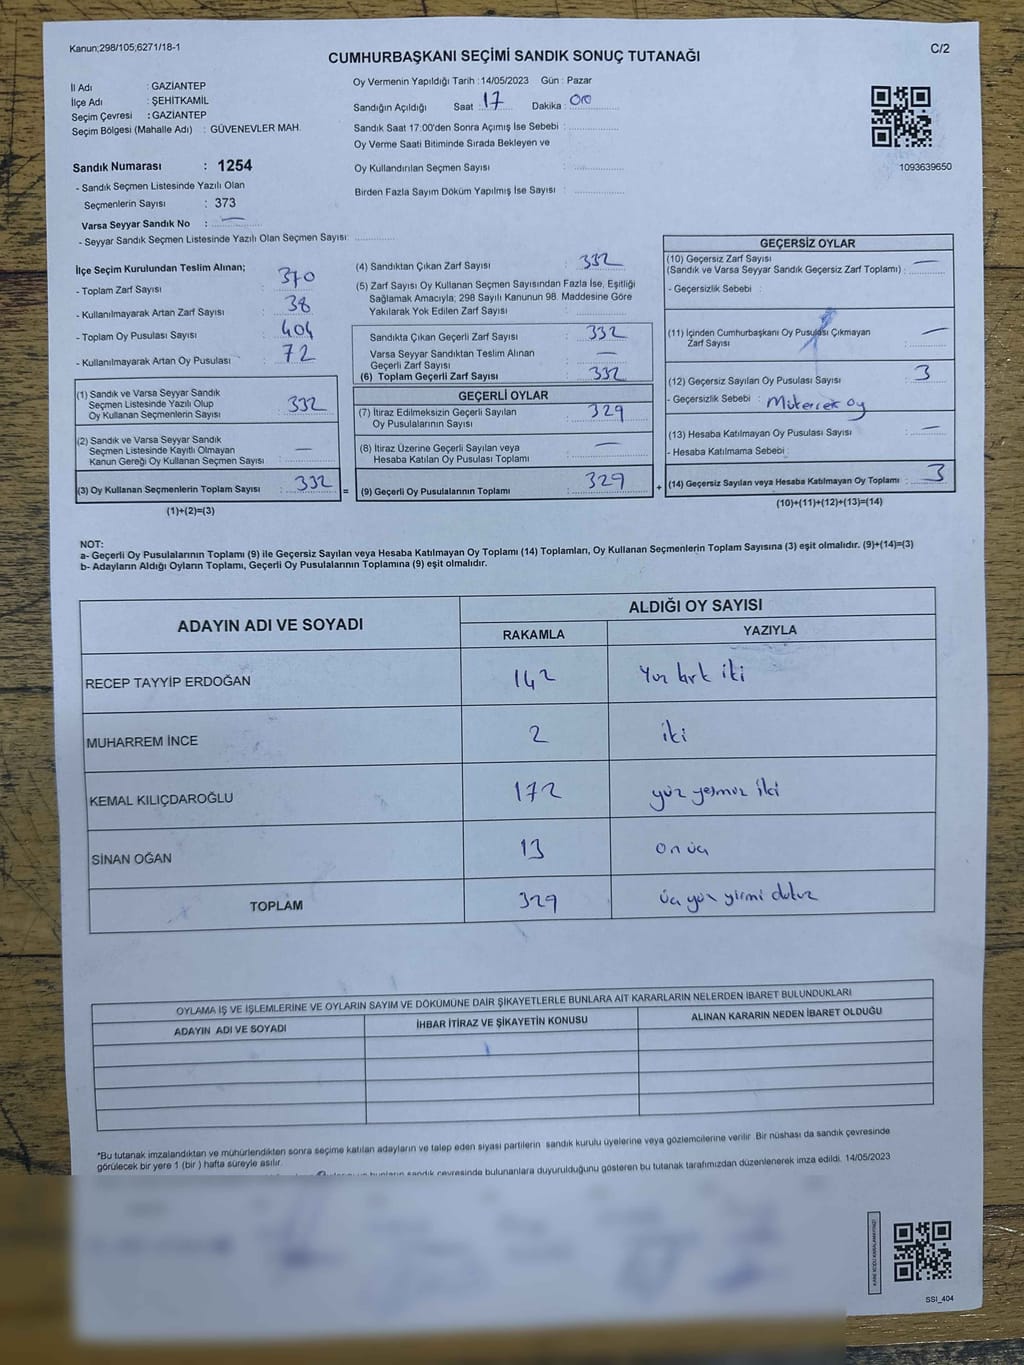 Kanun;298/105;6271/18-1
C/2
CUMHURBAŞKANI SEÇİMİ SANDIK SONUÇ TUTANAĞI
İl Adı : GAZİANTEP
İlçe Adı : ŞEHİTKAMİL
Seçim Çevresi : GAZİANTEP
Seçim Bölgesi (Mahalle Adı) : GÜVENEVLER MAH.
Oy Vermenin Yapıldığı Tarih : 14/05/2023 Gün : Pazar
Sandığın Açıldığı Saat : 17 Dakika : 00
Sandık Saat 17:00'den Sonra Açımış İse Sebebi :
Oy Verme Saati Bitiminde Sırada Bekleyen ve
Oy Kullandırılan Seçmen Sayısı :
Birden Fazla Sayım Döküm Yapılmış İse Sayısı :
1093639650
Sandık Numarası : 1254
- Sandık Seçmen Listesinde Yazılı Olan
Seçmenlerin Sayısı : 373
Varsa Seyyar Sandık No : —
- Seyyar Sandık Seçmen Listesinde Yazılı Olan Seçmen Sayısı:
İlçe Seçim Kurulundan Teslim Alınan;
- Toplam Zarf Sayısı : 370
- Kullanılmayarak Artan Zarf Sayısı : 38
- Toplam Oy Pusulası Sayısı : 404
- Kullanılmayarak Artan Oy Pusulası : 72
(1) Sandık ve Varsa Seyyar Sandık
Seçmen Listesinde Yazılı Olup
Oy Kullanan Seçmenlerin Sayısı : 332
(2) Sandık ve Varsa Seyyar Sandık
Seçmen Listesinde Kayıtlı Olmayan
Kanun Gereği Oy Kullanan Seçmen Sayısı : —
(3) Oy Kullanan Seçmenlerin Toplam Sayısı : 332 =
(1)+(2)=(3)
(4) Sandıktan Çıkan Zarf Sayısı : 332
(5) Zarf Sayısı Oy Kullanan Seçmen Sayısından Fazla İse, Eşitliği
Sağlamak Amacıyla; 298 Sayılı Kanunun 98. Maddesine Göre
Yakılarak Yok Edilen Zarf Sayısı :
Sandıkta Çıkan Geçerli Zarf Sayısı : 332
Varsa Seyyar Sandıktan Teslim Alınan
Geçerli Zarf Sayısı : —
(6) Toplam Geçerli Zarf Sayısı : 332
GEÇERLİ OYLAR
(7) İtiraz Edilmeksizin Geçerli Sayılan
Oy Pusulalarının Sayısı : 329
(8) İtiraz Üzerine Geçerli Sayılan veya
Hesaba Katılan Oy Pusulası Toplamı : —
(9) Geçerli Oy Pusulalarının Toplamı : 329 +
GEÇERSİZ OYLAR
(10) Geçersiz Zarf Sayısı
(Sandık ve Varsa Seyyar Sandık Geçersiz Zarf Toplamı) : —
- Geçersizlik Sebebi :
(11) İçinden Cumhurbaşkanı Oy Pusulası Çıkmayan
Zarf Sayısı : —
(12) Geçersiz Sayılan Oy Pusulası Sayısı : 3
- Geçersizlik Sebebi : Mükerrer oy
(13) Hesaba Katılmayan Oy Pusulası Sayısı : —
- Hesaba Katılmama Sebebi :
(14) Geçersiz Sayılan veya Hesaba Katılmayan Oy Toplamı : 3
(10)+(11)+(12)+(13)=(14)
NOT:
a- Geçerli Oy Pusulalarının Toplamı (9) ile Geçersiz Sayılan veya Hesaba Katılmayan Oy Toplamı (14) Toplamları, Oy Kullanan Seçmenlerin Toplam Sayısına (3) eşit olmalıdır. (9)+(14)=(3)
b- Adayların Aldığı Oyların Toplamı, Geçerli Oy Pusulalarının Toplamına (9) eşit olmalıdır.
ADAYIN ADI VE SOYADI
ALDIĞI OY SAYISI
RAKAMLA YAZIYLA
RECEP TAYYİP ERDOĞAN 142 Yüz kırk iki
MUHARREM İNCE 2 iki
KEMAL KILIÇDAROĞLU 172 yüz yetmiş iki
SİNAN OĞAN 13 on üç
TOPLAM 329 üç yüz yirmi dokuz
OYLAMA İŞ VE İŞLEMLERİNE VE OYLARIN SAYIM VE DÖKÜMÜNE DAİR ŞİKAYETLERLE BUNLARA AİT KARARLARIN NELERDEN İBARET BULUNDUKLARI
ADAYIN ADI VE SOYADI İHBAR İTİRAZ VE ŞİKAYETİN KONUSU ALINAN KARARIN NEDEN İBARET OLDUĞU
*Bu tutanak imzalandıktan ve mühürlendikten sonra seçime katılan adayların ve talep eden siyasi partilerin sandık kurulu üyelerine veya gözlemcilerine verilir. Bir nüshası da sandık çevresinde
görülecek bir yere 1 (bir ) hafta süreyle asılır.
bunların sandık çevresinde bulunanlara duyurulduğunu gösteren bu tutanak tarafımızdan düzenlenerek imza edildi. 14/05/2023
SSI_404